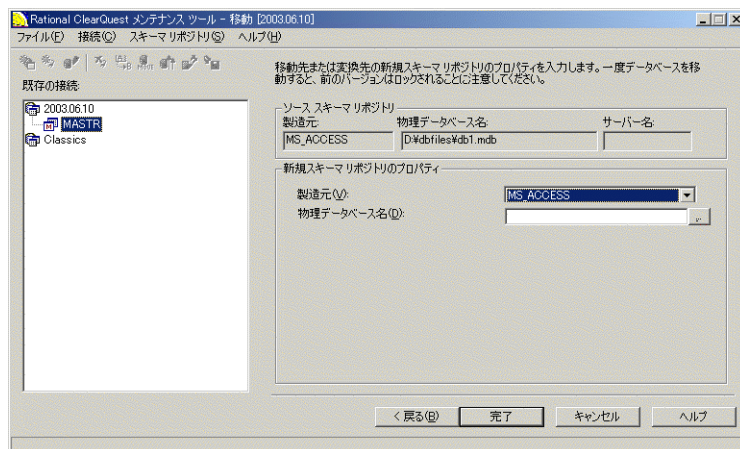 Rational ClearQuest メンテナンス ツール - 移動 [2003.06.10]
ファイル(F) 接続(C) スキーマ リポジトリ(S) ヘルプ(H)
既存の接続:
2003.06.10
MASTR
Classics
移動先または変換先の新規スキーマ リポジトリのプロパティを入力します。一度データベースを移
動すると、前のバージョンはロックされることに注意してください。
ソース スキーマ リポジトリ
製造元: 物理データベース名: サーバー名:
MS_ACCESS D:¥dbfiles¥db1.mdb
新規スキーマ リポジトリのプロパティ
製造元(V): MS_ACCESS
物理データベース名(D): ..
< 戻る(B) 完了 キャンセル ヘルプ